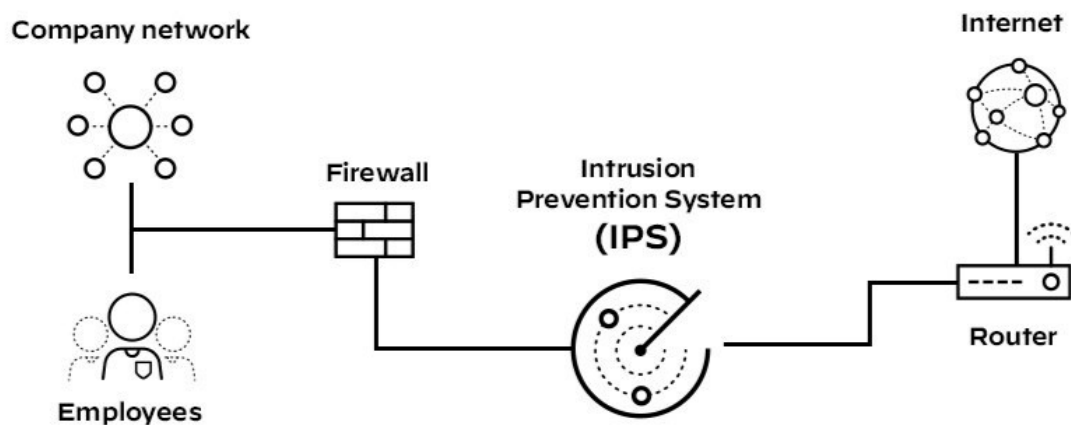 Company network
Internet
Firewall
Intrusion
Prevention System
(IPS)
Router
Employees